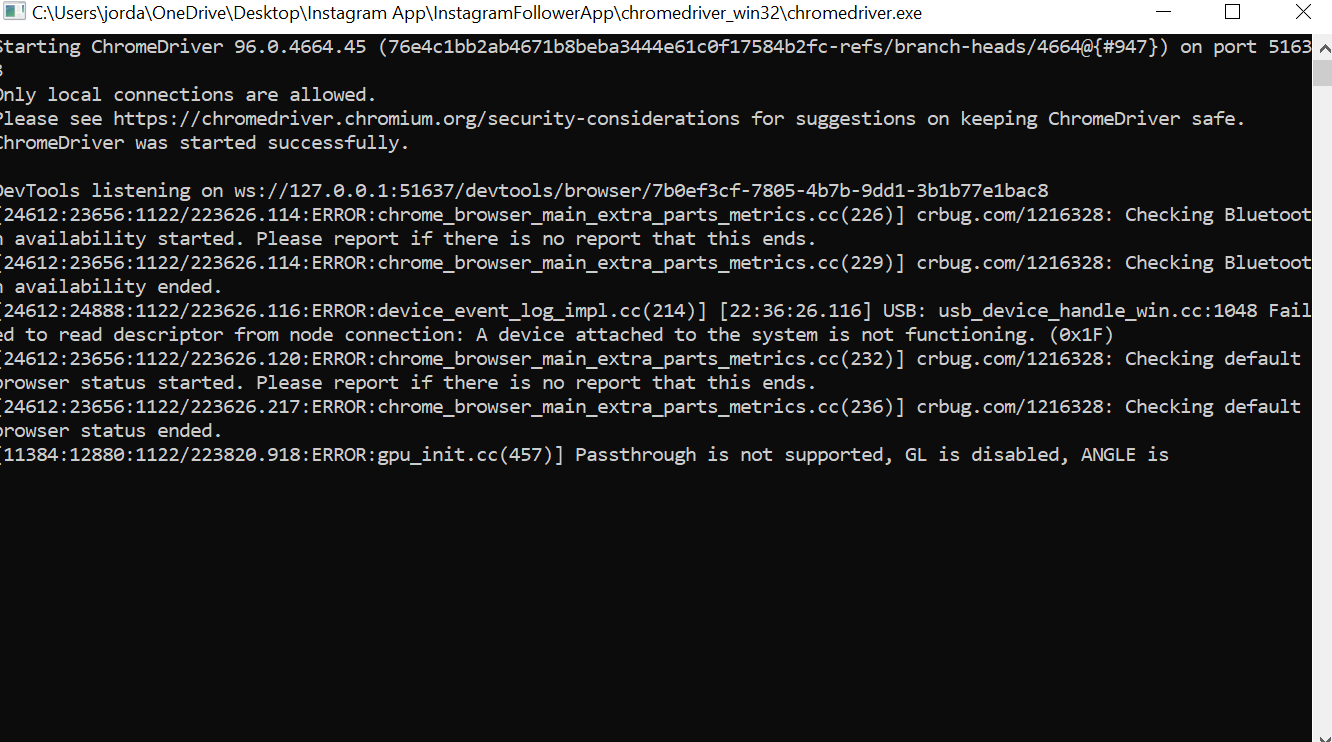 C:\Users\jorda\OneDrive\Desktop\Instagram App\InstagramFollowerApp\chromedriver_win32\chromedriver.exe
Starting ChromeDriver 96.0.4664.45 (76e4c1bb2ab4671b8beba3444e61c0f17584b2fc-refs/branch-heads/4664@{#947}) on port 5163
8
Only local connections are allowed.
Please see https://chromedriver.chromium.org/security-considerations for suggestions on keeping ChromeDriver safe.
ChromeDriver was started successfully.
DevTools listening on ws://127.0.0.1:51637/devtools/browser/7b0ef3cf-7805-4b7b-9dd1-3b1b77e1bac8
[24612:23656:1122/223626.114:ERROR:chrome_browser_main_extra_parts_metrics.cc(226)] crbug.com/1216328: Checking Bluetoot
h availability started. Please report if there is no report that this ends.
[24612:23656:1122/223626.114:ERROR:chrome_browser_main_extra_parts_metrics.cc(229)] crbug.com/1216328: Checking Bluetoot
h availability ended.
[24612:24888:1122/223626.116:ERROR:device_event_log_impl.cc(214)] [22:36:26.116] USB: usb_device_handle_win.cc:1048 Fail
ed to read descriptor from node connection: A device attached to the system is not functioning. (0x1F)
[24612:23656:1122/223626.120:ERROR:chrome_browser_main_extra_parts_metrics.cc(232)] crbug.com/1216328: Checking default
browser status started. Please report if there is no report that this ends.
[24612:23656:1122/223626.217:ERROR:chrome_browser_main_extra_parts_metrics.cc(236)] crbug.com/1216328: Checking default
browser status ended.
[11384:12880:1122/223820.918:ERROR:gpu_init.cc(457)] Passthrough is not supported, GL is disabled, ANGLE is